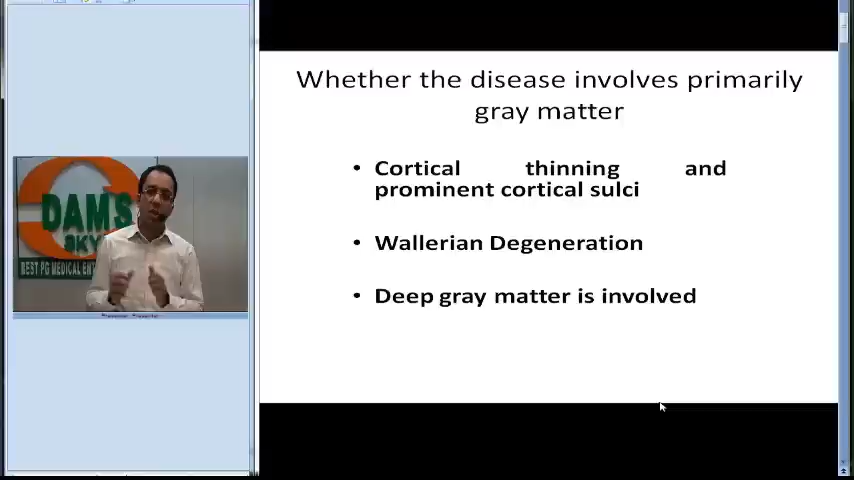 Whether the disease involves primarily
gray matter
• Cortical thinning and
prominent cortical sulci
• Wallerian Degeneration
• Deep gray matter is involved
DAMS
SKY
BEST PG MEDICAL ENT